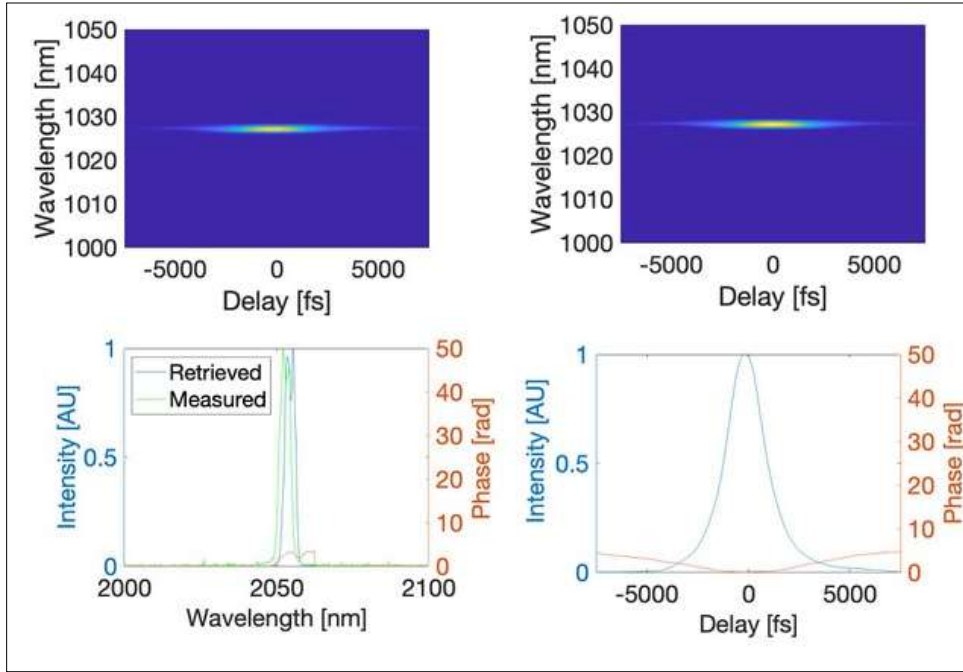 1050
1040
1030
1020
1010
1000
Wavelength [nm]
-5000 0 5000
Delay [fs]
1050
1040
1030
1020
1010
1000
Wavelength [nm]
-5000 0 5000
Delay [fs]
1
0.5
0
Intensity [AU]
Retrieved
Measured
50
40
30
20
10
0
Phase [rad]
2000 2050 2100
Wavelength [nm]
1
0.5
0
Intensity [AU]
50
40
30
20
10
0
Phase [rad]
-5000 0 5000
Delay [fs]